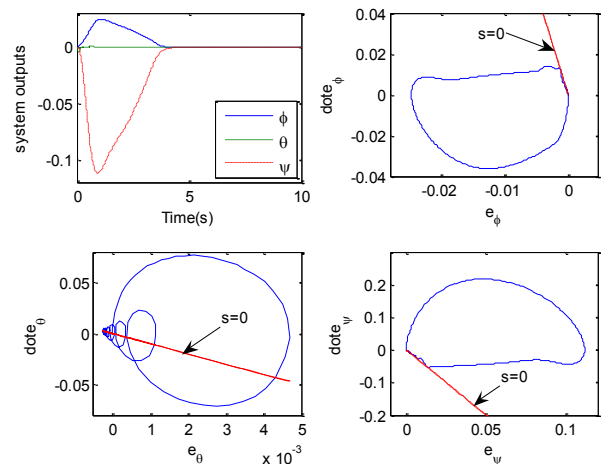 system outputs
0
-0.05
-0.1
0 5 10
Time(s)
ϕ
θ
ψ
dote_ϕ
0.04
0.02
0
-0.02
-0.04
-0.02 -0.01 0
e_ϕ
s=0
dote_θ
0.05
0
-0.05
0 1 2 3 4 5
e_θ
x 10^-3
s=0
dote_ψ
0.2
0.1
0
-0.1
-0.2
0 0.05 0.1
e_ψ
s=0